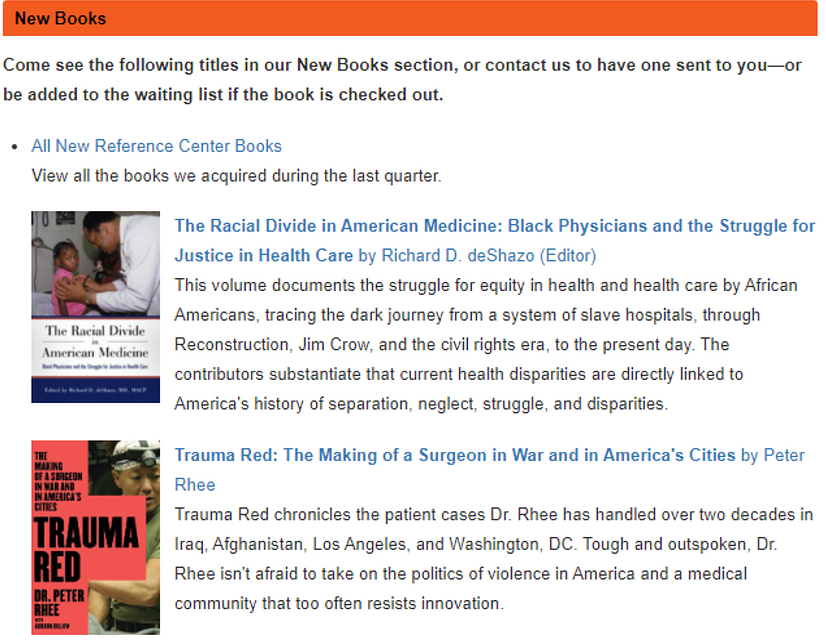 New Books
Come see the following titles in our New Books section, or contact us to have one sent to you—or
be added to the waiting list if the book is checked out.
All New Reference Center Books
View all the books we acquired during the last quarter.
The Racial Divide in American Medicine: Black Physicians and the Struggle for
Justice in Health Care by Richard D. deShazo (Editor)
This volume documents the struggle for equity in health and health care by African
Americans, tracing the dark journey from a system of slave hospitals, through
Reconstruction, Jim Crow, and the civil rights era, to the present day. The
contributors substantiate that current health disparities are directly linked to
America's history of separation, neglect, struggle, and disparities.
The Racial Divide
in
American Medicine
Black Physicians and the Struggle for Justice in Health Care
Edited by Richard D. deShazo, MD, MACP
Trauma Red: The Making of a Surgeon in War and in America's Cities by Peter
Rhee
Trauma Red chronicles the patient cases Dr. Rhee has handled over two decades in
Iraq, Afghanistan, Los Angeles, and Washington, DC. Tough and outspoken, Dr.
Rhee isn't afraid to take on the politics of violence in America and a medical
community that too often resists innovation.
THE
MAKING
OF A SURGEON
IN WAR AND
IN AMERICA'S
CITIES
TRAUMA
RED
DR. PETER
RHEE
WITH
GORDON DILLOW